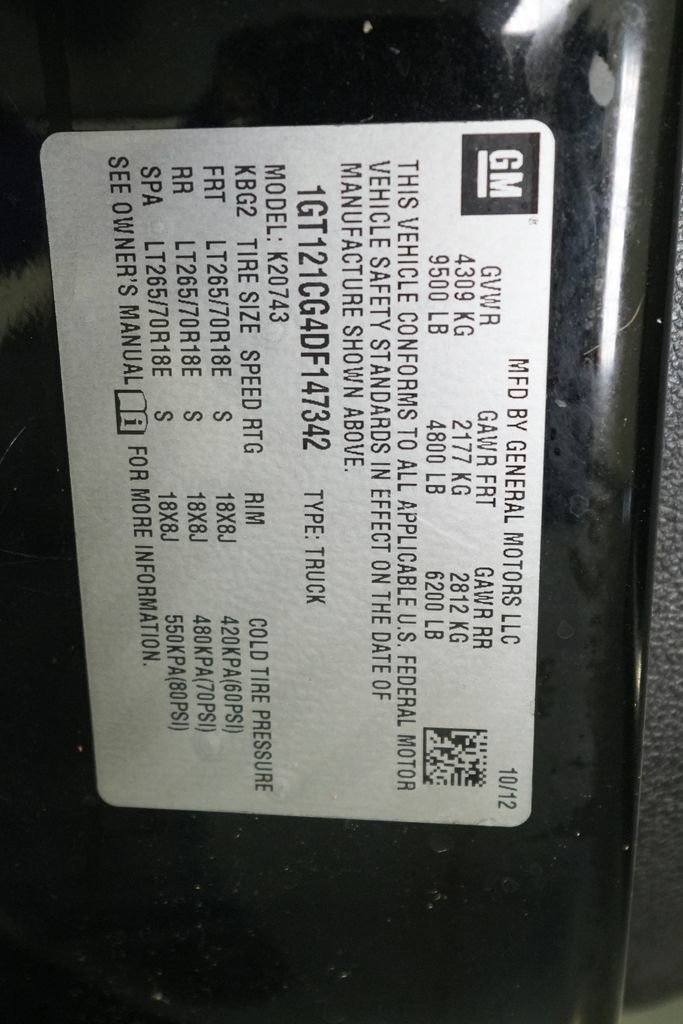 GM
MFD BY GENERAL MOTORS LLC 10/12
GVWR GAWR FRT GAWR RR
4309 KG 2177 KG 2812 KG
9500 LB 4800 LB 6200 LB
THIS VEHICLE CONFORMS TO ALL APPLICABLE U.S. FEDERAL MOTOR
VEHICLE SAFETY STANDARDS IN EFFECT ON THE DATE OF
MANUFACTURE SHOWN ABOVE.
1GT121CG4DF147342 TYPE: TRUCK
MODEL: K20743
KBG2 TIRE SIZE SPEED RTG RIM COLD TIRE PRESSURE
FRT LT265/70R18E S 18X8J 420KPA(60PSI)
RR LT265/70R18E S 18X8J 480KPA(70PSI)
SPA LT265/70R18E S 18X8J 550KPA(80PSI)
SEE OWNER'S MANUAL i FOR MORE INFORMATION.